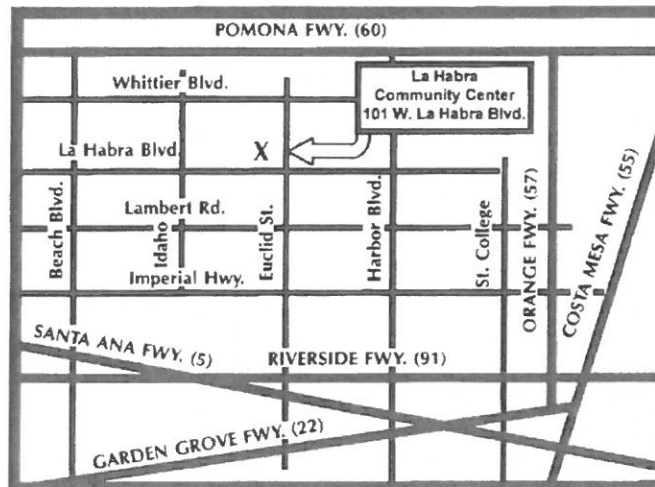 POMONA FWY. (60)
Whittier Blvd.
La Habra
Community Center
101 W. La Habra Blvd.
La Habra Blvd.
X
Lambert Rd.
Imperial Hwy.
Beach Blvd.
Idaho
Euclid St.
Harbor Blvd.
St. College
ORANGE FWY. (57)
COSTA MESA FWY. (55)
SANTA ANA FWY. (5)
RIVERSIDE FWY. (91)
GARDEN GROVE FWY. (22)